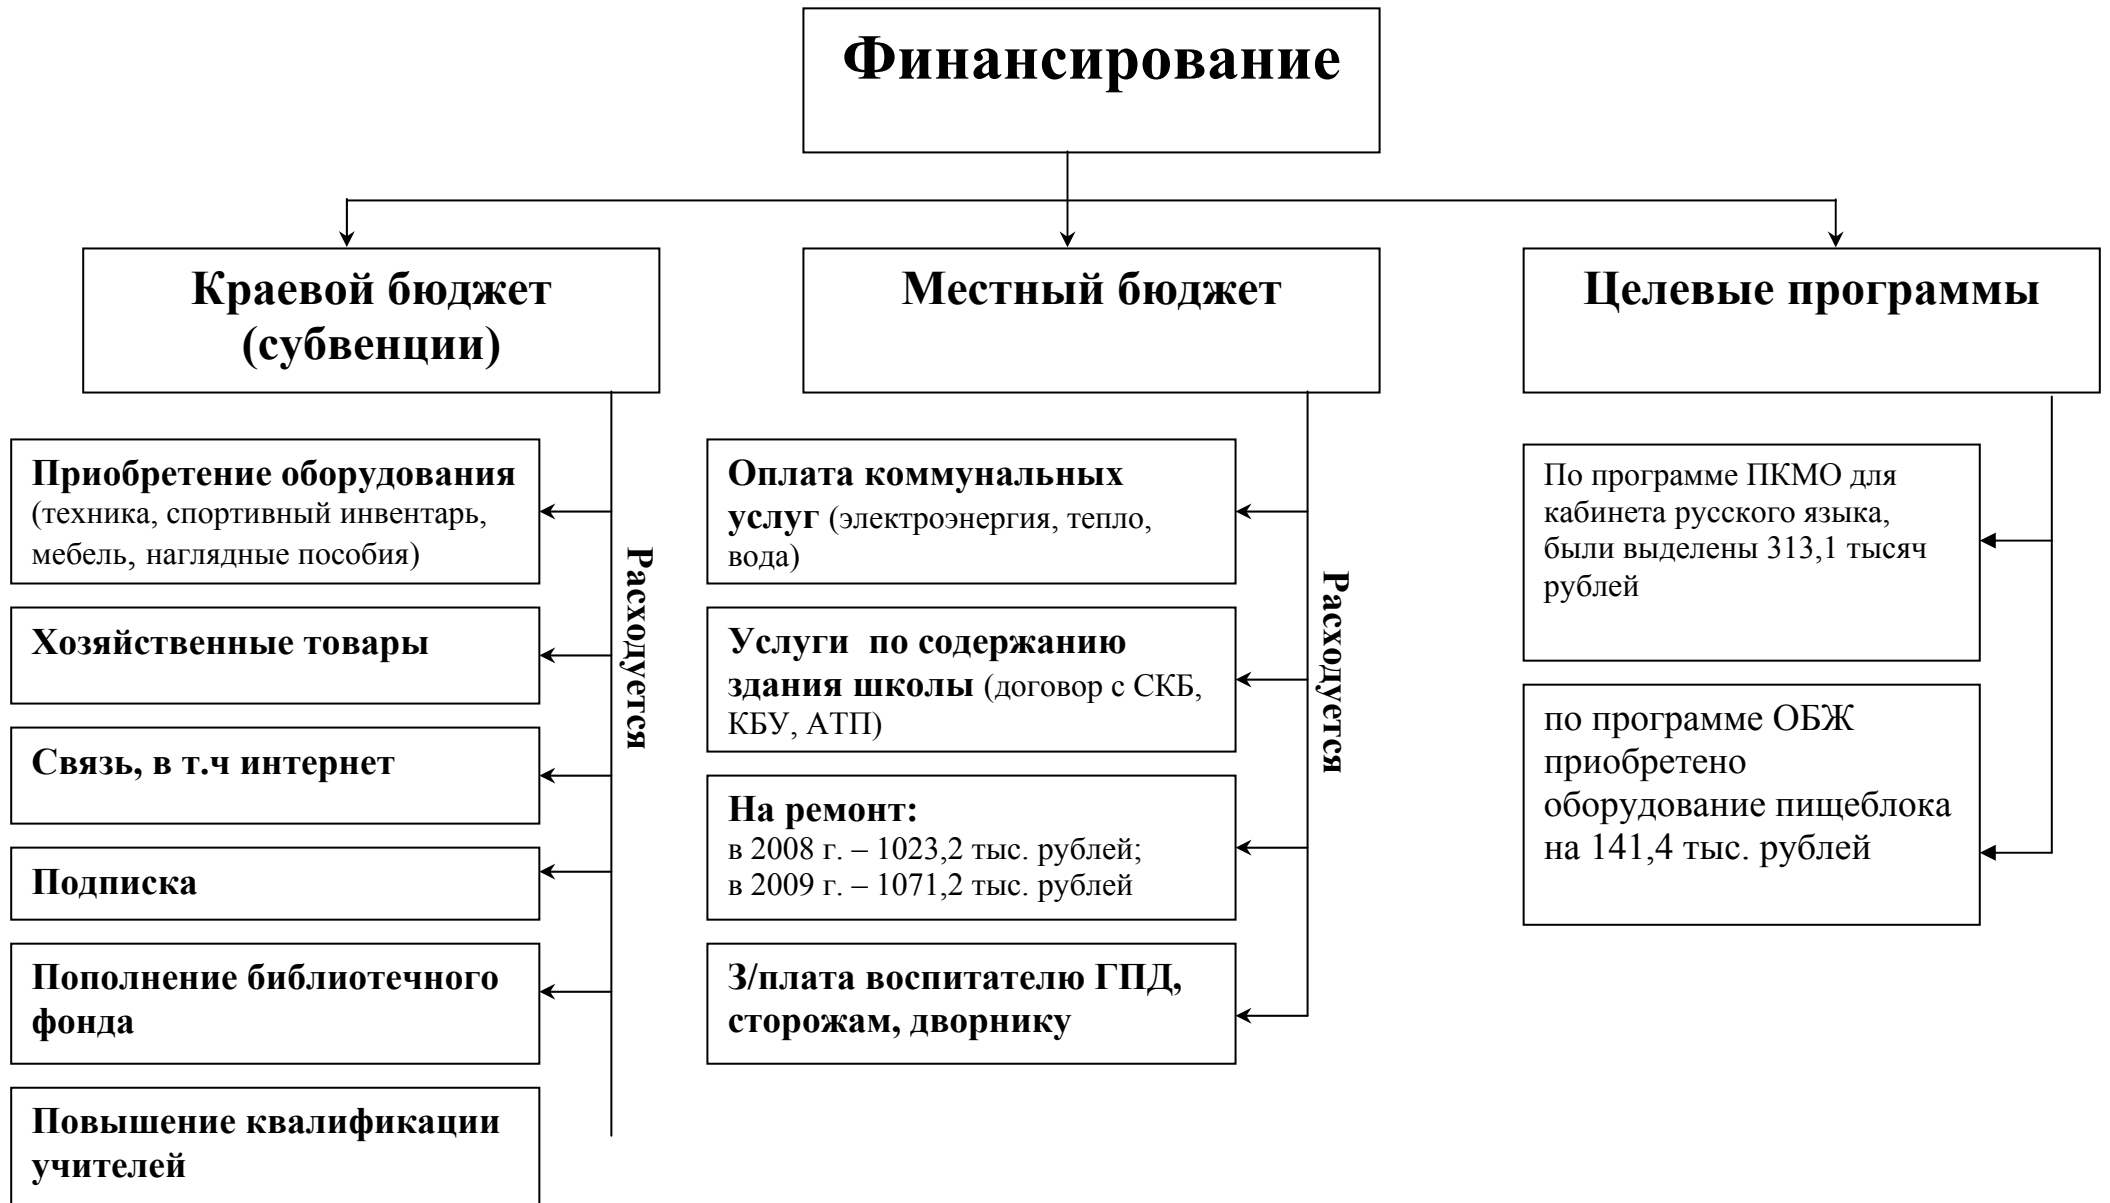 Финансирование
Краевой бюджет
(субвенции)
Местный бюджет
Целевые программы
Приобретение оборудования
(техника, спортивный инвентарь,
мебель, наглядные пособия)
Хозяйственные товары
Связь, в т.ч интернет
Подписка
Пополнение библиотечного
фонда
Повышение квалификации
учителей
Расходуется
Оплата коммунальных
услуг (электроэнергия, тепло,
вода)
Услуги  по содержанию
здания школы (договор с СКБ,
КБУ, АТП)
На ремонт:
в 2008 г. – 1023,2 тыс. рублей;
в 2009 г. – 1071,2 тыс. рублей
З/плата воспитателю ГПД,
сторожам, дворнику
Расходуется
По программе ПКМО для
кабинета русского языка,
были выделены 313,1 тысяч
рублей
по программе ОБЖ
приобретено
оборудование пищеблока
на 141,4 тыс. рублей